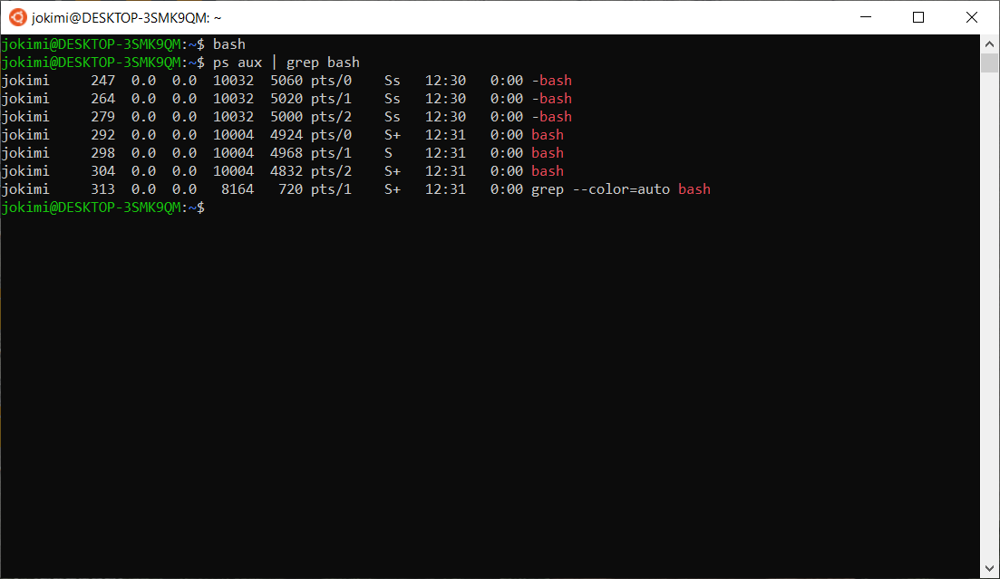 jokimi@DESKTOP-3SMK9QM: ~
jokimi@DESKTOP-3SMK9QM:~$ bash
jokimi@DESKTOP-3SMK9QM:~$ ps aux | grep bash
jokimi     247  0.0  0.0  10032  5060 pts/0    Ss   12:30   0:00 -bash
jokimi     264  0.0  0.0  10032  5020 pts/1    Ss   12:30   0:00 -bash
jokimi     279  0.0  0.0  10032  5000 pts/2    Ss   12:30   0:00 -bash
jokimi     292  0.0  0.0  10004  4924 pts/0    S+   12:31   0:00 bash
jokimi     298  0.0  0.0  10004  4968 pts/1    S    12:31   0:00 bash
jokimi     304  0.0  0.0  10004  4832 pts/2    S+   12:31   0:00 bash
jokimi     313  0.0  0.0   8164   720 pts/1    S+   12:31   0:00 grep --color=auto bash
jokimi@DESKTOP-3SMK9QM:~$